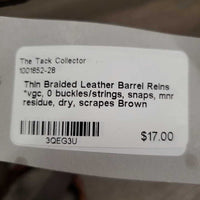 The Tack Collector
1001852-28
Thin Braided Leather Barrel Reins
*vgc, 0 buckles/strings, snaps, mnr
residue, dry, scrapes Brown
3QEG3U
$17.00